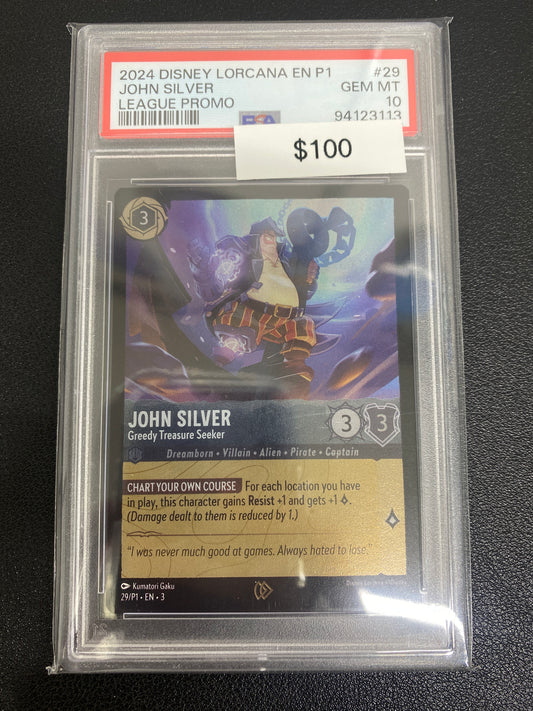 2024 DISNEY LORCANA EN P1 #29
JOHN SILVER GEM MT
LEAGUE PROMO 10
94123113
$100
3
JOHN SILVER
Greedy Treasure Seeker
3 3
Dreamborn • Villain • Alien • Pirate • Captain
CHART YOUR OWN COURSE For each location you have
in play, this character gains Resist +1 and gets +1
(Damage dealt to them is reduced by 1.)
"I was never much good at games. Always hated to lose."
Kumatori Gaku
Disney Lorcana
29/P1 • EN • 3